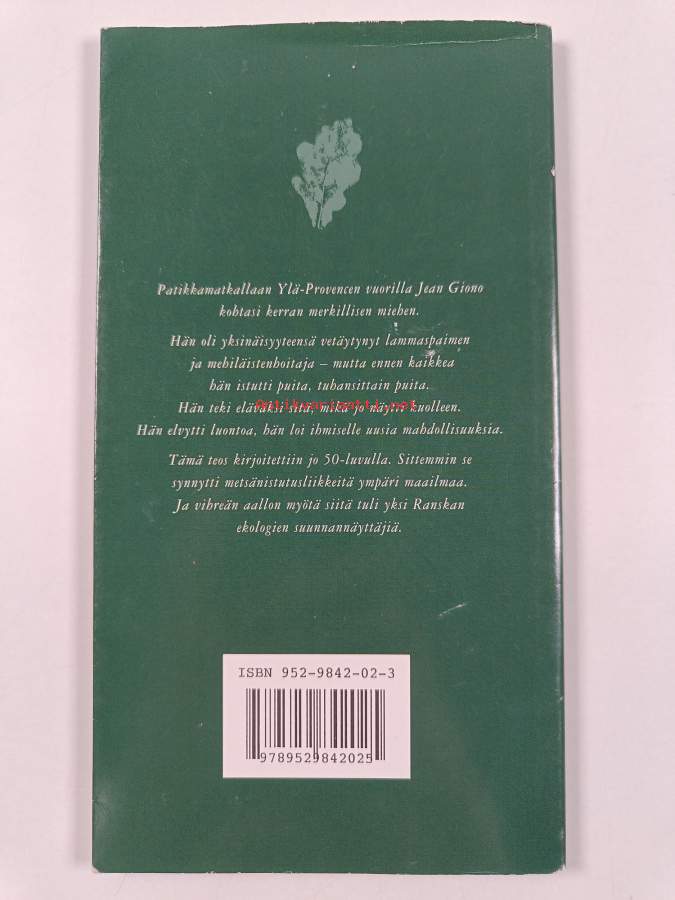 Patikkamatkallaan Ylä-Provencen vuorilla Jean Giono
kohtasi kerran merkillisen miehen.
Hän oli yksinäisyyteensä vetäytynyt lammaspaimen
ja mehiläistenhoitaja – mutta ennen kaikkea
hän istutti puita, tuhansittain puita.
Antikvariaatti.net
Hän teki eläväksi sitä, mikä jo näytti kuolleen.
Hän elvytti luontoa, hän loi ihmiselle uusia mahdollisuuksia.
Tämä teos kirjoitettiin jo 50-luvulla. Sittemmin se
synnytti metsänistutusliikkeitä ympäri maailmaa.
Ja vihreän aallon myötä siitä tuli yksi Ranskan
ekologien suunnannäyttäjiä.
ISBN 952-9842-02-3
9789529842025